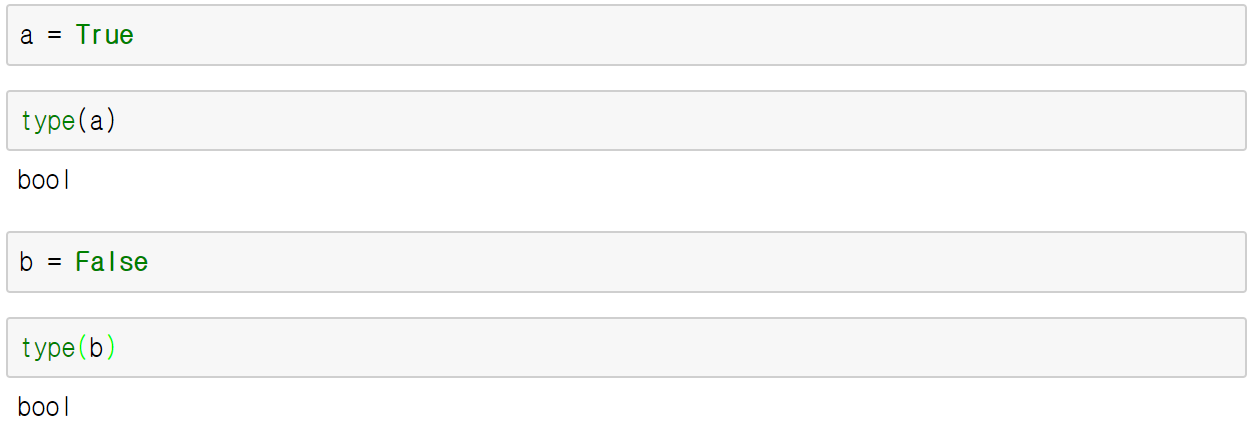 a = True
type(a)
bool
b = False
type(b)
bool